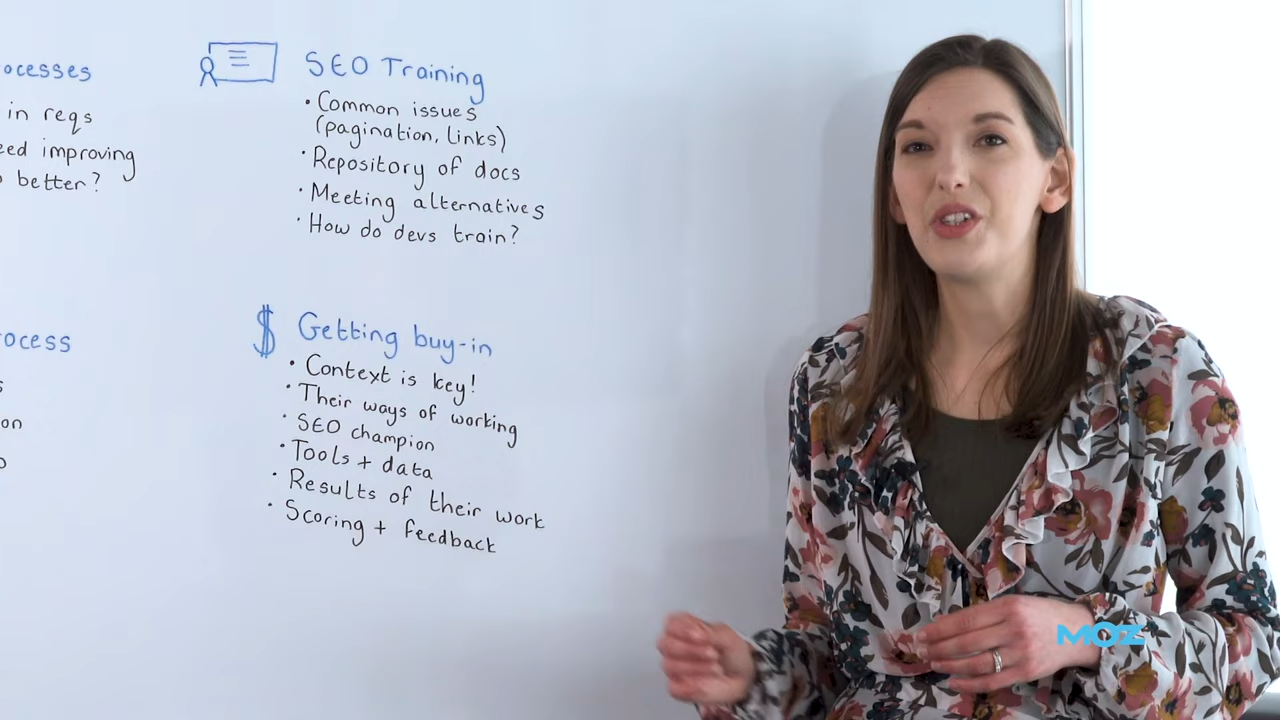 ocesses
in reqs
eed improving
better?
ocess
s
on
SEO Training
• Common issues
(pagination, links)
• Repository of docs
• Meeting alternatives
• How do devs train?
$ Getting buy-in
• Context is key!
• Their ways of working
• SEO champion
• Tools + data
• Results of their work
• Scoring + feedback
MOZ